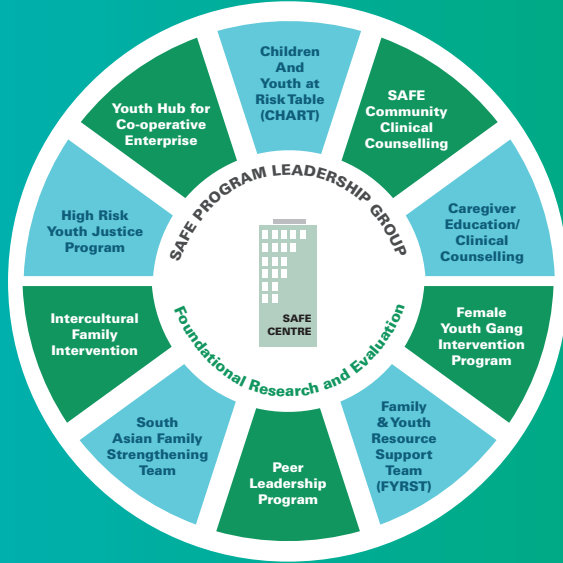 Children
And
Youth at
Risk Table
(CHART)
SAFE
Community
Clinical
Counselling
Caregiver
Education/
Clinical
Counselling
Female
Youth Gang
Intervention
Program
Family
& Youth
Resource
Support
Team
(FYRST)
Peer
Leadership
Program
South
Asian Family
Strengthening
Team
Intercultural
Family
Intervention
High Risk
Youth Justice
Program
Youth Hub for
Co-operative
Enterprise
SAFE PROGRAM LEADERSHIP GROUP
SAFE
CENTRE
Foundational Research and Evaluation